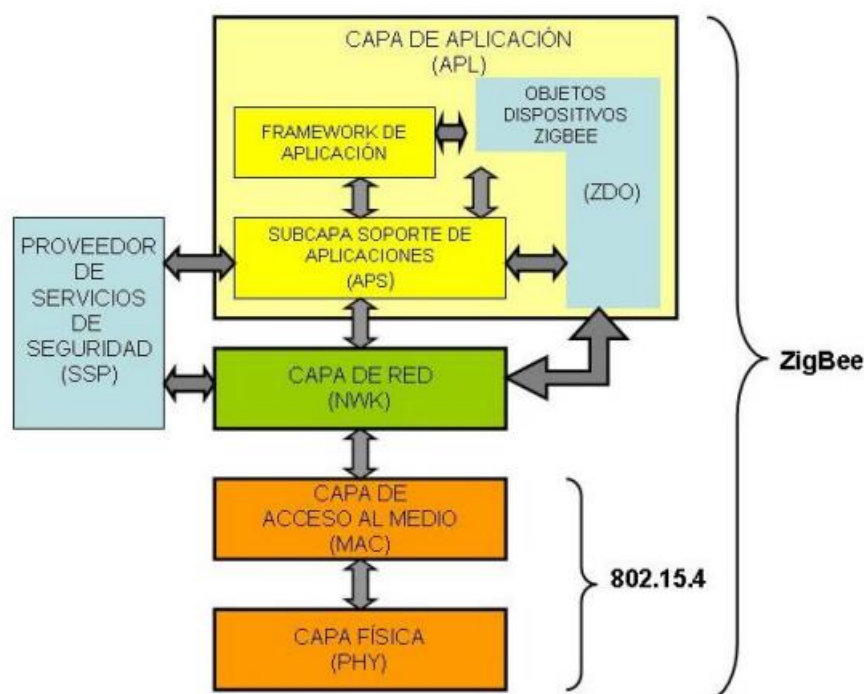 CAPA DE APLICACIÓN
(APL)
OBJETOS
DISPOSITIVOS
ZIGBEE
(ZDO)
FRAMEWORK DE
APLICACIÓN
SUBCAPA SOPORTE DE
APLICACIONES
(APS)
PROVEEDOR
DE
SERVICIOS
DE
SEGURIDAD
(SSP)
CAPA DE RED
(NWK)
CAPA DE
ACCESO AL MEDIO
(MAC)
CAPA FÍSICA
(PHY)
802.15.4
ZigBee